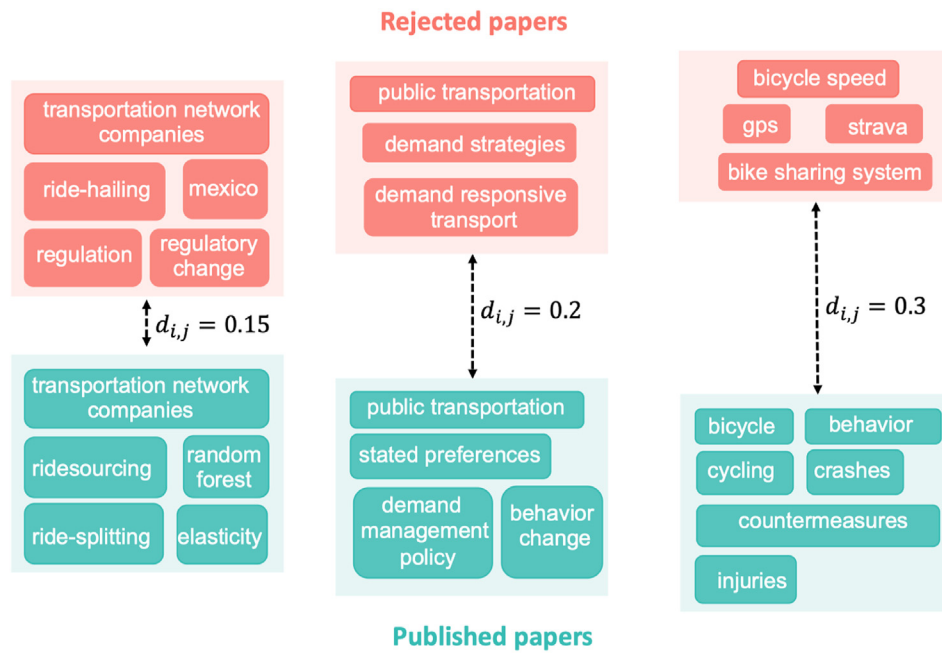 Rejected papers
transportation network
companies
ride-hailing
mexico
regulation
regulatory
change
public transportation
demand strategies
demand responsive
transport
bicycle speed
gps
strava
bike sharing system
d_{i,j} = 0.15
d_{i,j} = 0.2
d_{i,j} = 0.3
transportation network
companies
ridesourcing
random
forest
ride-splitting
elasticity
public transportation
stated preferences
demand
management
policy
behavior
change
bicycle
behavior
cycling
crashes
countermeasures
injuries
Published papers